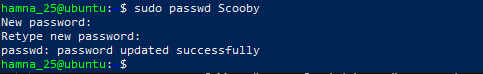 hamna_25@ubuntu: $ sudo passwd Scooby
New password:
Retype new password:
passwd: password updated successfully
hamna_25@ubuntu: $